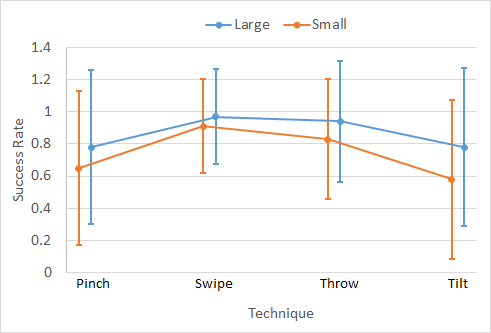 Large Small
1.4
1.2
1
0.8
0.6
0.4
0.2
0
Success Rate
Pinch Swipe Throw Tilt
Technique